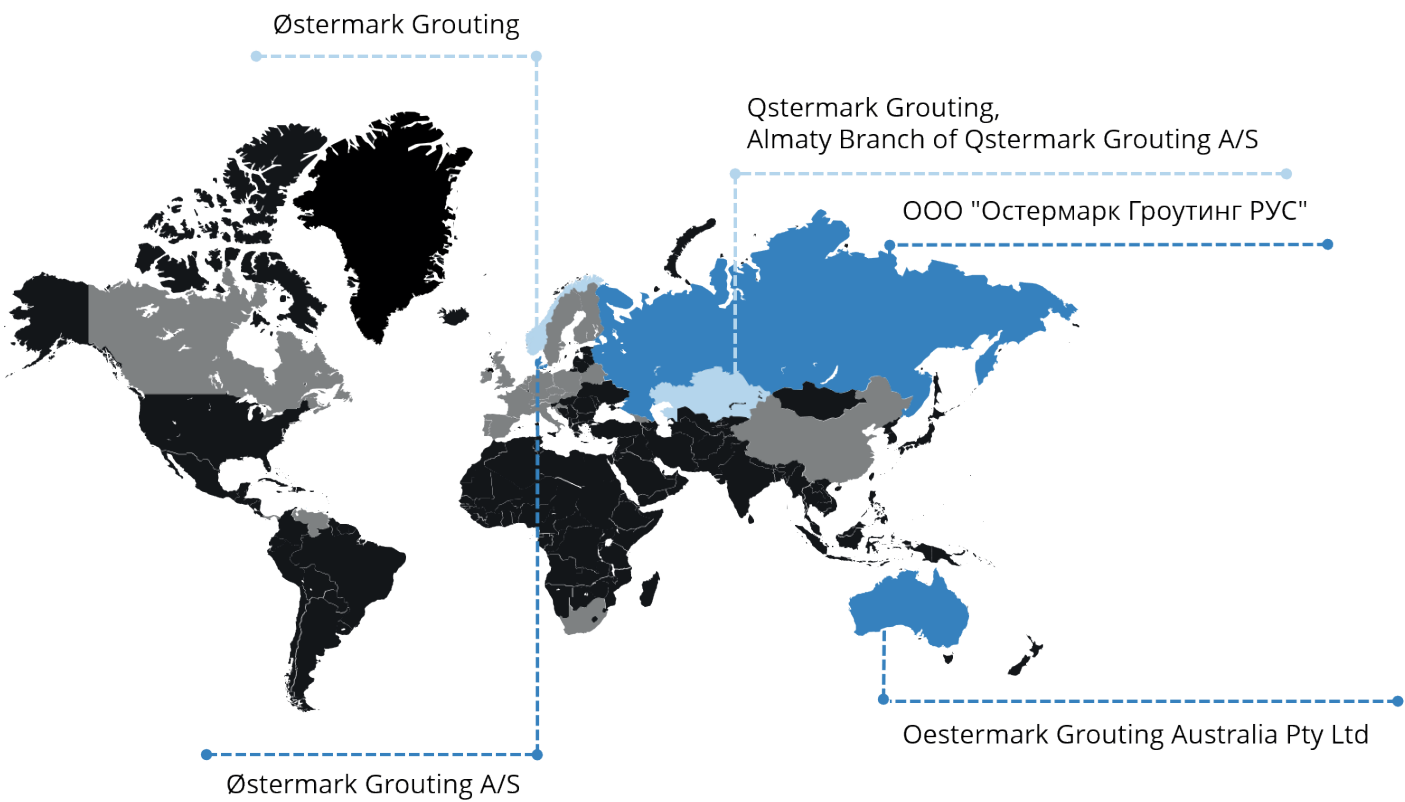 Østermark Grouting
Qstermark Grouting,
Almaty Branch of Qstermark Grouting A/S
ООО "Остермарк Гроутинг РУС"
Oestermark Grouting Australia Pty Ltd
Østermark Grouting A/S